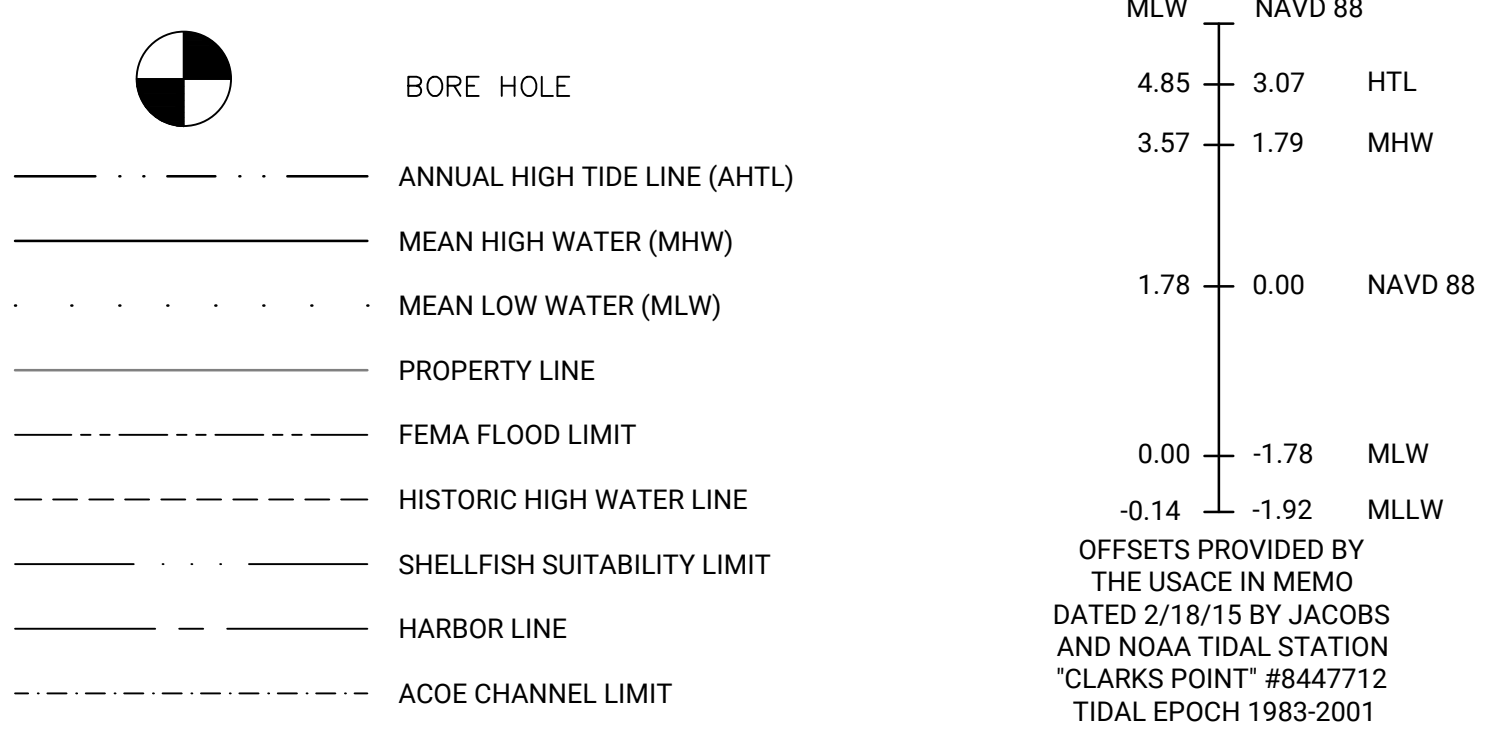 BORE HOLE
ANNUAL HIGH TIDE LINE (AHTL)
MEAN HIGH WATER (MHW)
MEAN LOW WATER (MLW)
PROPERTY LINE
FEMA FLOOD LIMIT
HISTORIC HIGH WATER LINE
SHELLFISH SUITABILITY LIMIT
HARBOR LINE
ACOE CHANNEL LIMIT
MLW NAVD 88
4.85 3.07 HTL
3.57 1.79 MHW
1.78 0.00 NAVD 88
0.00 -1.78 MLW
-0.14 -1.92 MLLW
OFFSETS PROVIDED BY
THE USACE IN MEMO
DATED 2/18/15 BY JACOBS
AND NOAA TIDAL STATION
"CLARKS POINT" #8447712
TIDAL EPOCH 1983-2001